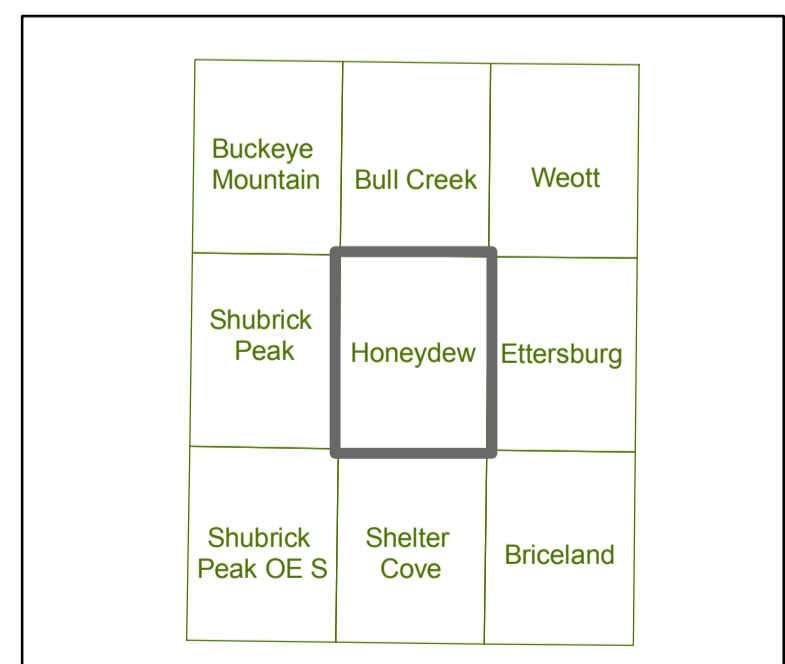 Buckeye
Mountain
Bull Creek
Weott
Shubrick
Peak
Honeydew
Ettersburg
Shubrick
Peak OE S
Shelter
Cove
Briceland